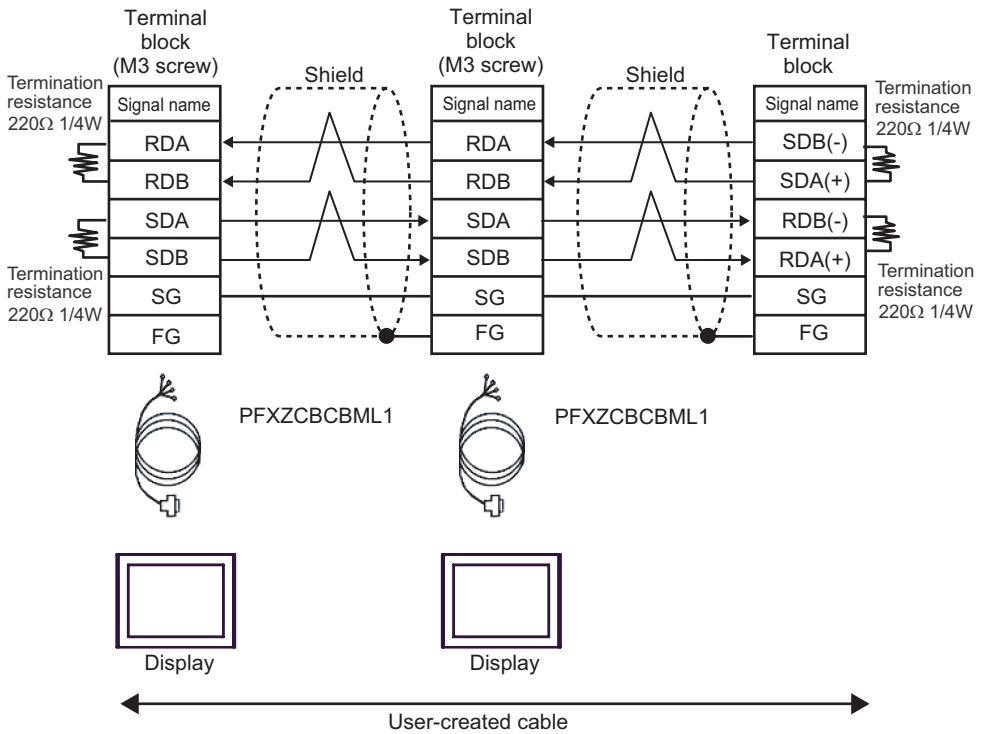 Terminal
block
(M3 screw)
Terminal
block
(M3 screw)
Terminal
block
Termination
resistance
220Ω 1/4W
Shield
Shield
Termination
resistance
220Ω 1/4W
Signal name
Signal name
Signal name
RDA
RDA
SDB(-)
RDB
RDB
SDA(+)
SDA
SDA
RDB(-)
SDB
SDB
RDA(+)
Termination
resistance
220Ω 1/4W
SG
SG
SG
Termination
resistance
220Ω 1/4W
FG
FG
FG
PFXZCBCBML1
PFXZCBCBML1
Display
Display
User-created cable